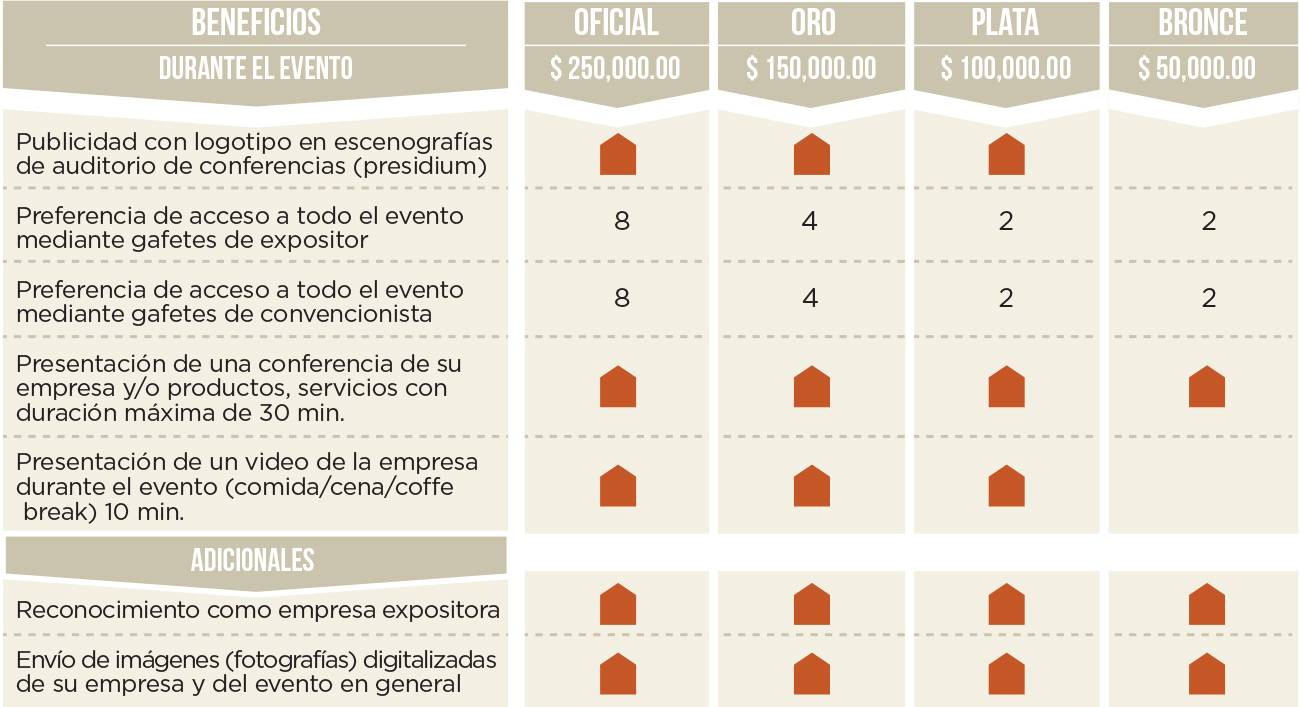 BENEFICIOS
DURANTE EL EVENTO
OFICIAL
$ 250,000.00
ORO
$ 150,000.00
PLATA
$ 100,000.00
BRONCE
$ 50,000.00
Publicidad con logotipo en escenografías
de auditorio de conferencias (presidium)
Preferencia de acceso a todo el evento
mediante gafetes de expositor
8 4 2 2
Preferencia de acceso a todo el evento
mediante gafetes de convencionista
8 4 2 2
Presentación de una conferencia de su
empresa y/o productos, servicios con
duración máxima de 30 min.
Presentación de un video de la empresa
durante el evento (comida/cena/coffe
break) 10 min.
ADICIONALES
Reconocimiento como empresa expositora
Envío de imágenes (fotografías) digitalizadas
de su empresa y del evento en general